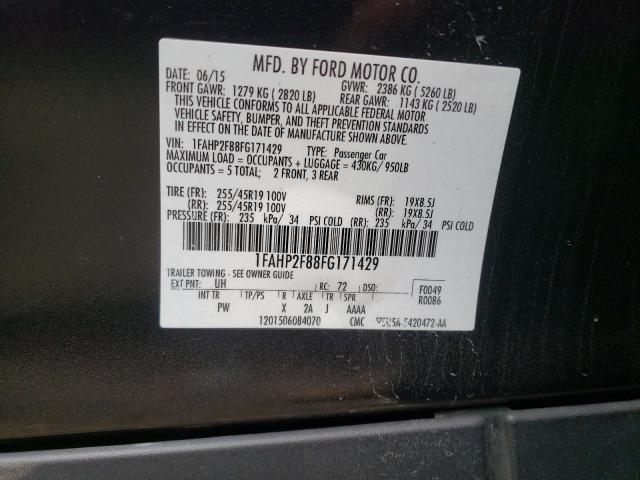 MFD. BY FORD MOTOR CO.
DATE: 06/15 GVWR: 2386 KG ( 5260 LB)
FRONT GAWR: 1279 KG ( 2820 LB) REAR GAWR: 1143 KG ( 2520 LB)
THIS VEHICLE CONFORMS TO ALL APPLICABLE FEDERAL MOTOR
VEHICLE SAFETY, BUMPER, AND THEFT PREVENTION STANDARDS
IN EFFECT ON THE DATE OF MANUFACTURE SHOWN ABOVE.
VIN: 1FAHP2F88FG171429 TYPE: Passenger Car
MAXIMUM LOAD = OCCUPANTS + LUGGAGE = 430KG/ 950LB
OCCUPANTS = 5 TOTAL; 2 FRONT, 3 REAR
TIRE (FR): 255/45R19 100V RIMS (FR): 19X8.5J
(RR): 255/45R19 100V (RR): 19X8.5J
PRESSURE (FR): 235 kPa/ 34 PSI COLD (RR): 235 kPa/ 34 PSI COLD
1FAHP2F88FG171429
TRAILER TOWING - SEE OWNER GUIDE
EXT PNT: UH RC: 72 DSO: F0049
INT TR TP/PS R AXLE TR SPR R0086
PW X 2A J AAAA
1201506084070 CMC